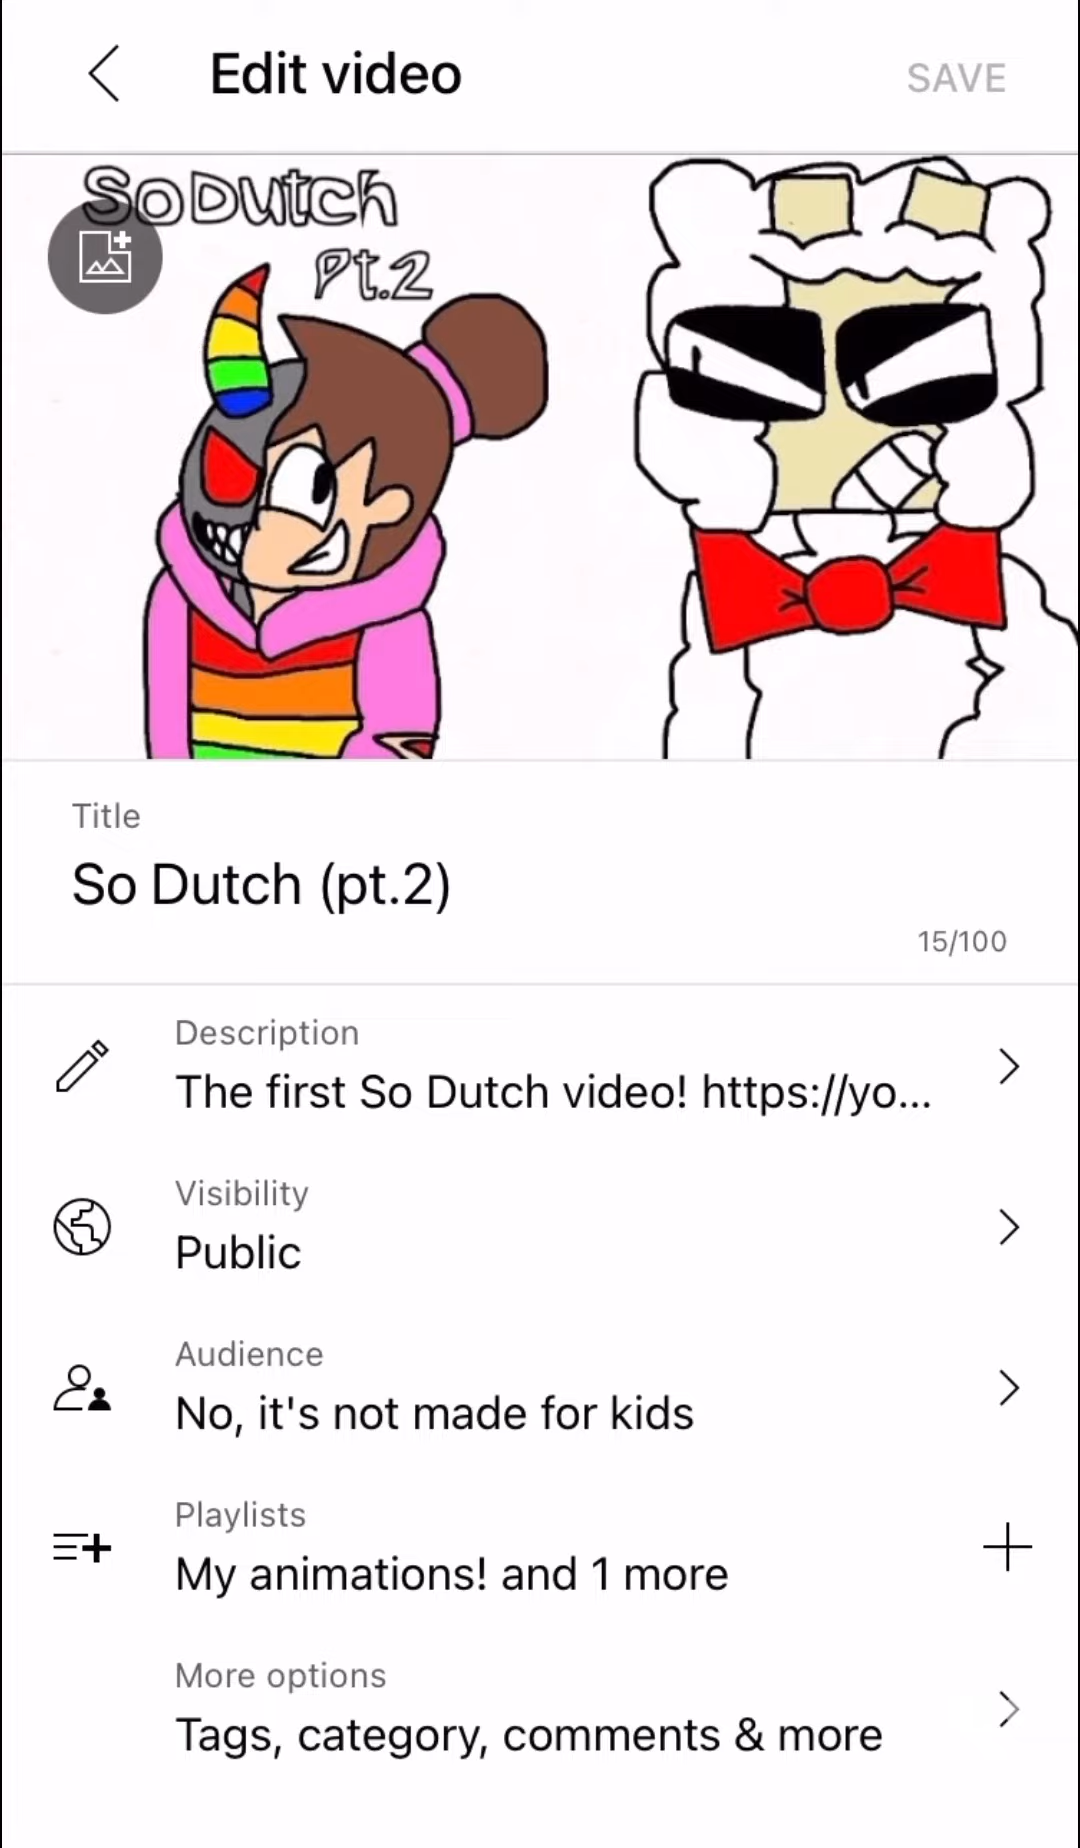 Edit video
SAVE
So Dutch
Pt.2
Title
So Dutch (pt.2)
15/100
Description
The first So Dutch video! https://yo...
Visibility
Public
Audience
No, it's not made for kids
Playlists
My animations! and 1 more
More options
Tags, category, comments & more